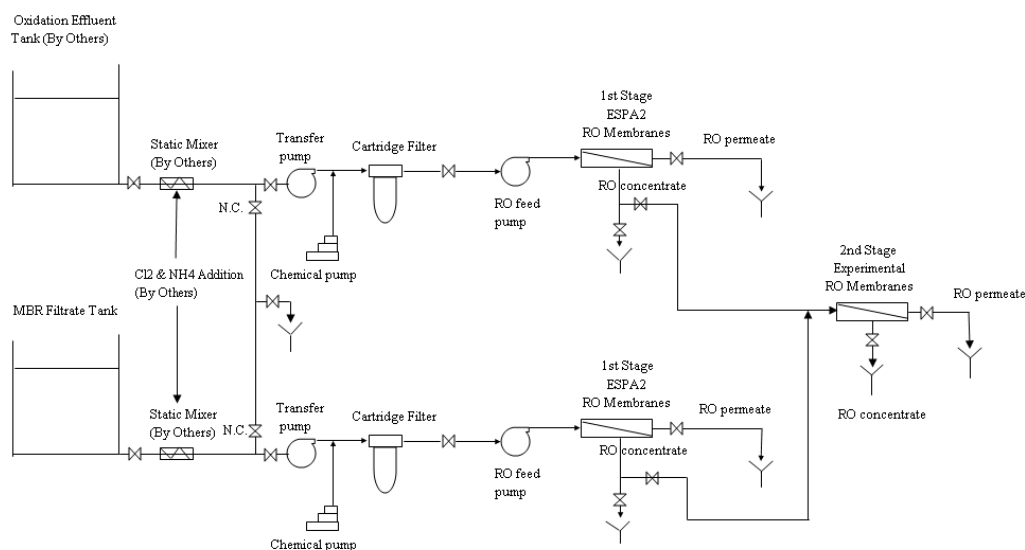 Oxidation Effluent
Tank (By Others)
Static Mixer
(By Others)
Transfer
pump
Cartridge Filter
1st Stage
ESPA2
RO Membranes
RO permeate
N.C.
RO feed
pump
RO concentrate
Chemical pump
Cl2 & NH4 Addition
(By Others)
2nd Stage
Experimental
RO Membranes
RO permeate
RO concentrate
MBR Filtrate Tank
Static Mixer
(By Others)
N.C.
Transfer
pump
Cartridge Filter
1st Stage
ESPA2
RO Membranes
RO permeate
RO concentrate
RO feed
pump
Chemical pump